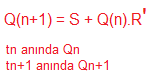 Q(n+1) = S + Q(n).R'
tn anında Qn
tn+1 anında Qn+1